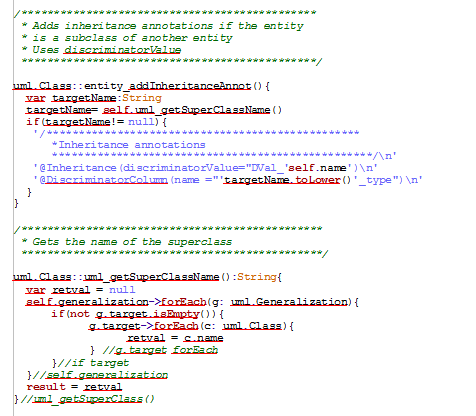 /**********************************************
* Adds inheritance annotations if the entity
* is a subclass of another entity
* Uses discriminatorValue
**********************************************/
uml.Class::entity_addInheritanceAnnot(){
var targetName:String
targetName= self.uml_getSuperClassName()
if(targetName!= null){
'/************************************************
*Inheritance annotations
*************************************************/\n'
'@Inheritance(discriminatorValue="DVal_'self.name')\n'
'@DiscriminatorColumn(name ="'targetName.toLower()'_type")\n'
}
}
/***********************************************
* Gets the name of the superclass
***********************************************/
uml.Class::uml_getSuperClassName():String{
var retval = null
self.generalization->forEach(g: uml.Generalization){
if(not g.target.isEmpty()){
g.target->forEach(c: uml.Class){
retval = c.name
} //g.target forEach
}//if target
}//self.generalization
result = retval
}//uml_getSuperClass()